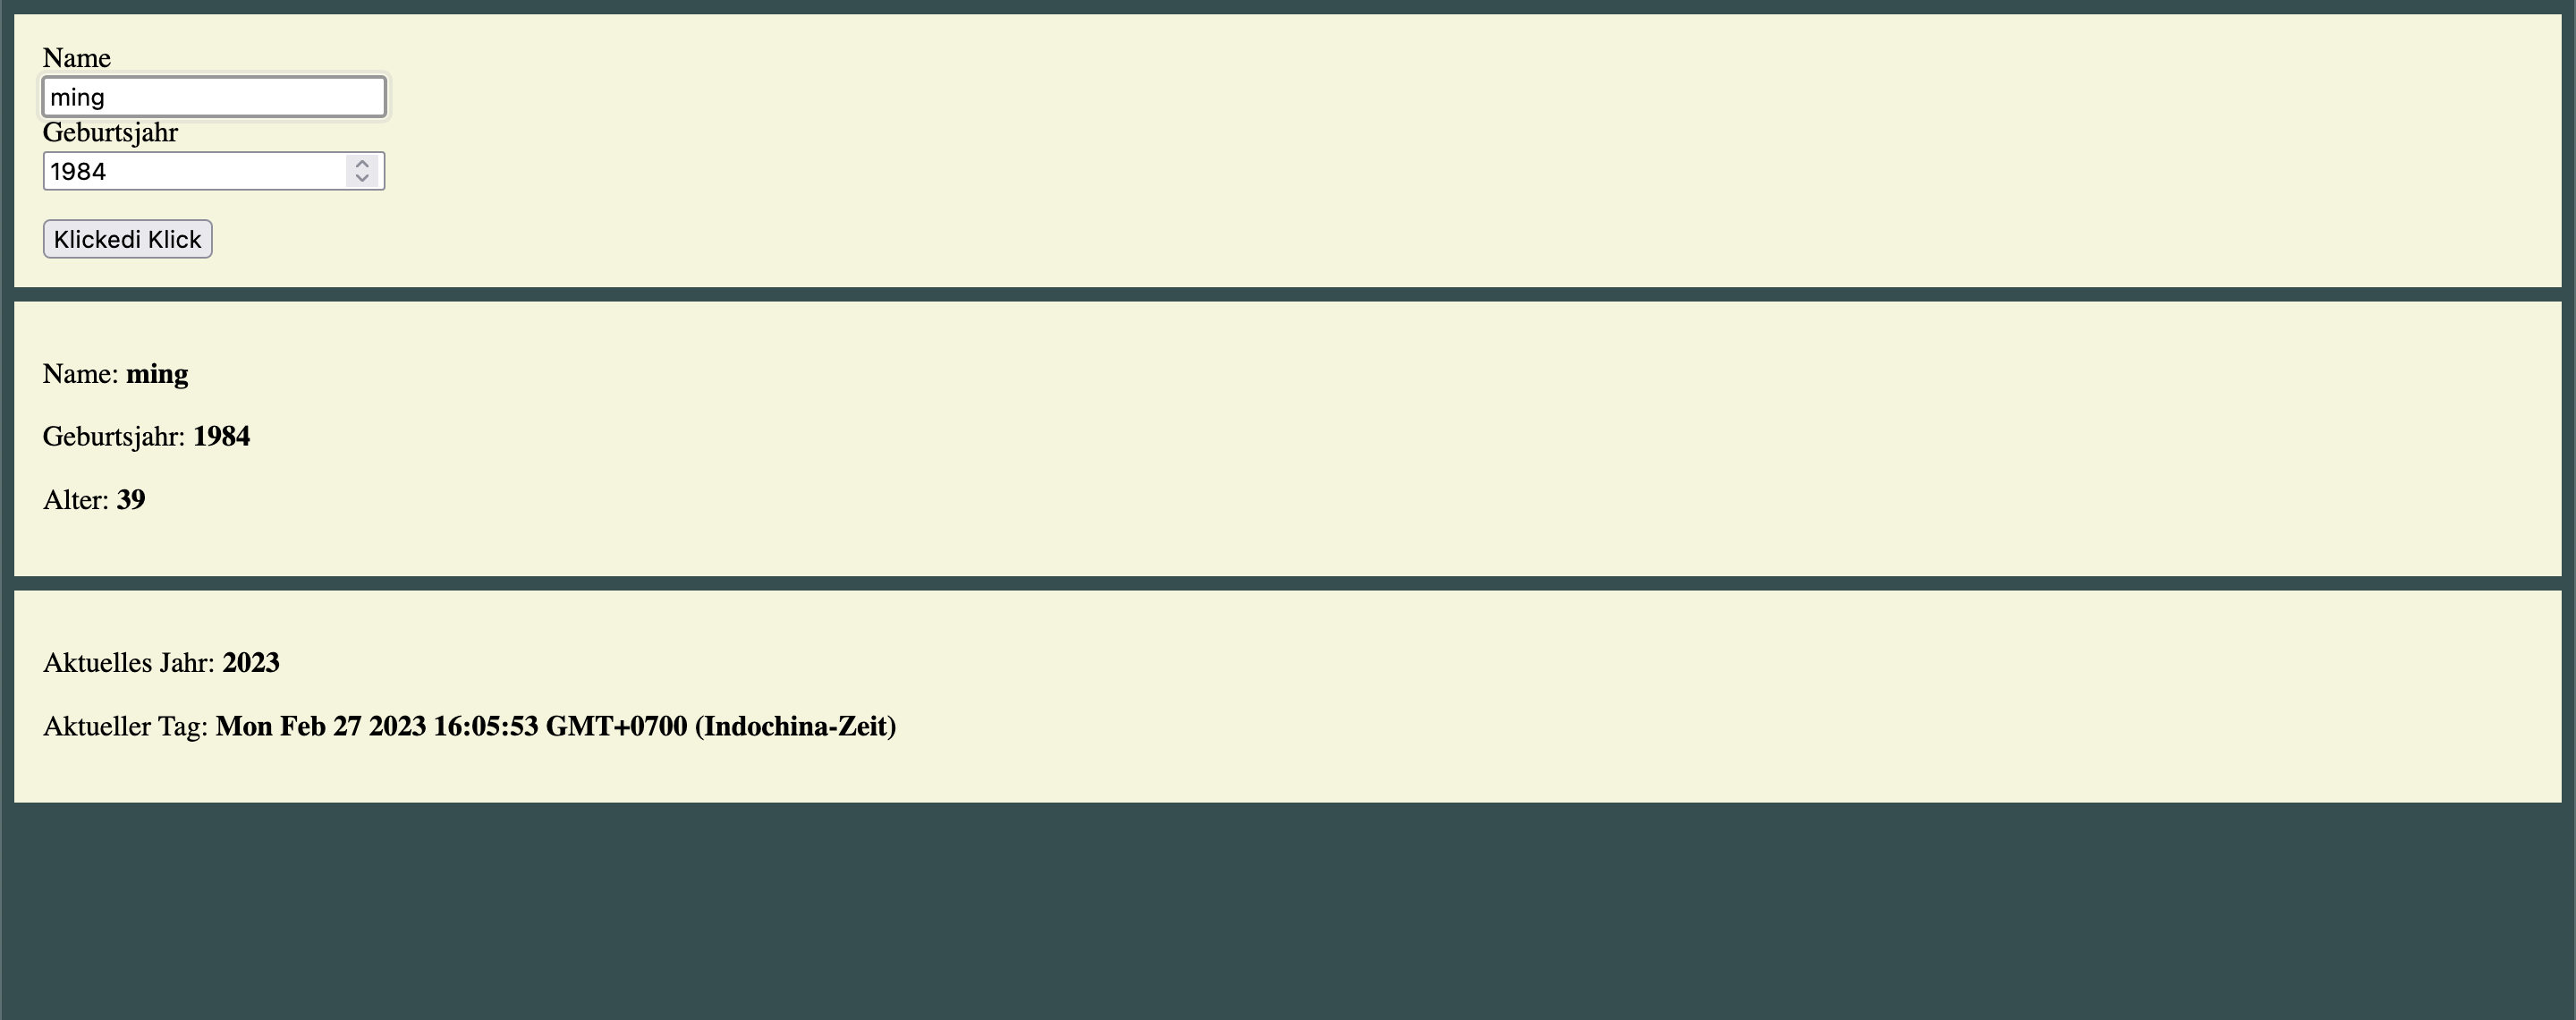 Name
ming
Geburtsjahr
1984
Klickedi Klick
Name: ming
Geburtsjahr: 1984
Alter: 39
Aktuelles Jahr: 2023
Aktueller Tag: Mon Feb 27 2023 16:05:53 GMT+0700 (Indochina-Zeit)